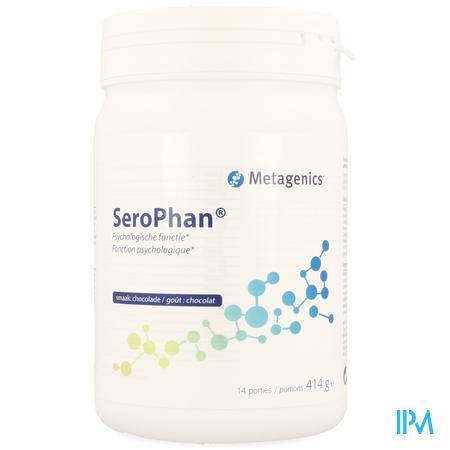 Metagenics
SeroPhan®
Psychologische functie*
Fonction psychologique*
smaak: chocolade / goût : chocolat
14 porties / portions 414 g e
IPM